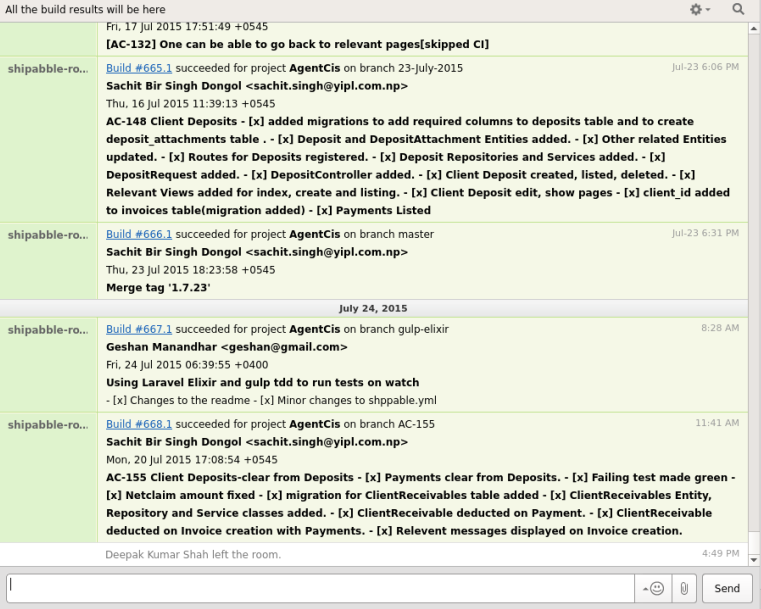 All the build results will be here
Fri, 17 Jul 2015 17:51:49 +0545
[AC-132] One can be able to go back to relevant pages[skipped CI]
shipabble-ro... Build #665.1 succeeded for project AgentCis on branch 23-July-2015 Jul-23 6:06 PM
Sachit Bir Singh Dongol <sachit.singh@yipl.com.np>
Thu, 16 Jul 2015 11:39:13 +0545
AC-148 Client Deposits - [x] added migrations to add required columns to deposits table and to create
deposit_attachments table . - [x] Deposit and DepositAttachment Entities added. - [x] Other related Entities
updated. - [x] Routes for Deposits registered. - [x] Deposit Repositories and Services added. - [x]
DepositRequest added. - [x] DepositController added. - [x] Client Deposit created, listed, deleted. - [x]
Relevant Views added for index, create and listing. - [x] Client Deposit edit, show pages - [x] client_id added
to invoices table(migration added) - [x] Payments Listed
shipabble-ro... Build #666.1 succeeded for project AgentCis on branch master Jul-23 6:31 PM
Sachit Bir Singh Dongol <sachit.singh@yipl.com.np>
Thu, 23 Jul 2015 18:23:58 +0545
Merge tag '1.7.23'
July 24, 2015
shipabble-ro... Build #667.1 succeeded for project AgentCis on branch gulp-elixir 8:28 AM
Geshan Manandhar <geshan@gmail.com>
Fri, 24 Jul 2015 06:39:55 +0400
Using Laravel Elixir and gulp tdd to run tests on watch
- [x] Changes to the readme - [x] Minor changes to shppable.yml
shipabble-ro... Build #668.1 succeeded for project AgentCis on branch AC-155 11:41 AM
Sachit Bir Singh Dongol <sachit.singh@yipl.com.np>
Mon, 20 Jul 2015 17:08:54 +0545
AC-155 Client Deposits-clear from Deposits - [x] Payments clear from Deposits. - [x] Failing test made green -
[x] Netclaim amount fixed - [x] migration for ClientReceivables table added - [x] ClientReceivables Entity,
Repository and Service classes added. - [x] ClientReceivable deducted on Payment. - [x] ClientReceivable
deducted on Invoice creation with Payments. - [x] Relevent messages displayed on Invoice creation.
Deepak Kumar Shah left the room. 4:49 PM
Send